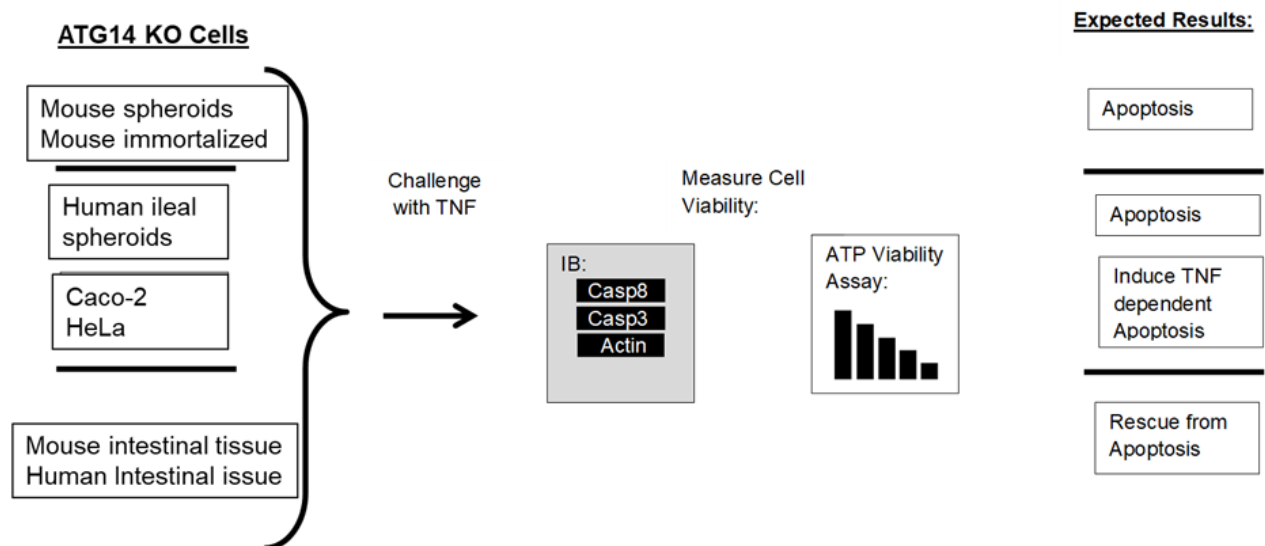 ATG14 KO Cells
Mouse spheroids
Mouse immortalized
Human ileal
spheroids
Caco-2
HeLa
Mouse intestinal tissue
Human Intestinal issue
Challenge
with TNF
IB:
Casp8
Casp3
Actin
Measure Cell
Viability:
ATP Viability
Assay:
Expected Results:
Apoptosis
Apoptosis
Induce TNF
dependent
Apoptosis
Rescue from
Apoptosis